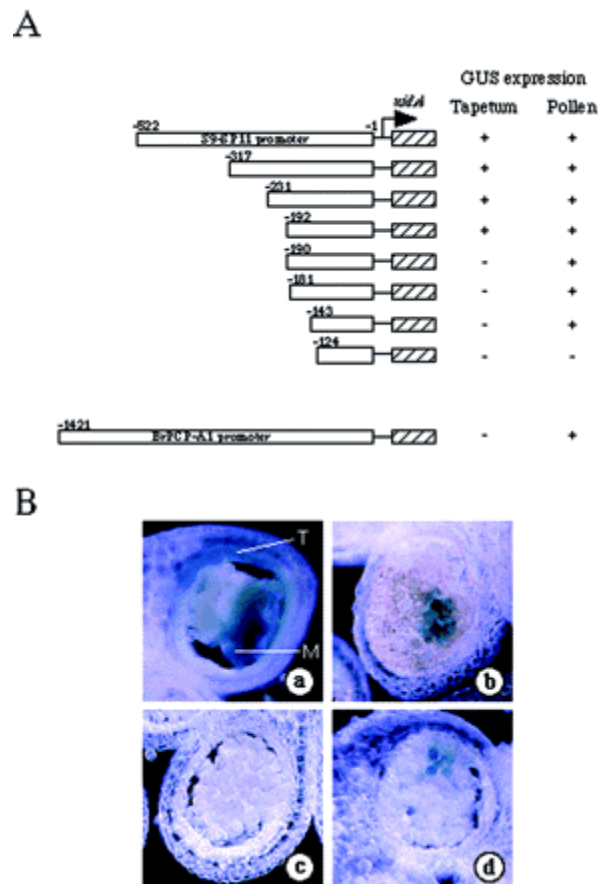 A
GUS expression
uidA
Tapetum Pollen
-522 -1
S9-SP11 promoter + +
-317
+ +
-231
+ +
-192
+ +
-190
- +
-181
- +
-143
- +
-124
- -
-1421
BrPCP-A1 promoter - +
B
T
M
a
b
c
d